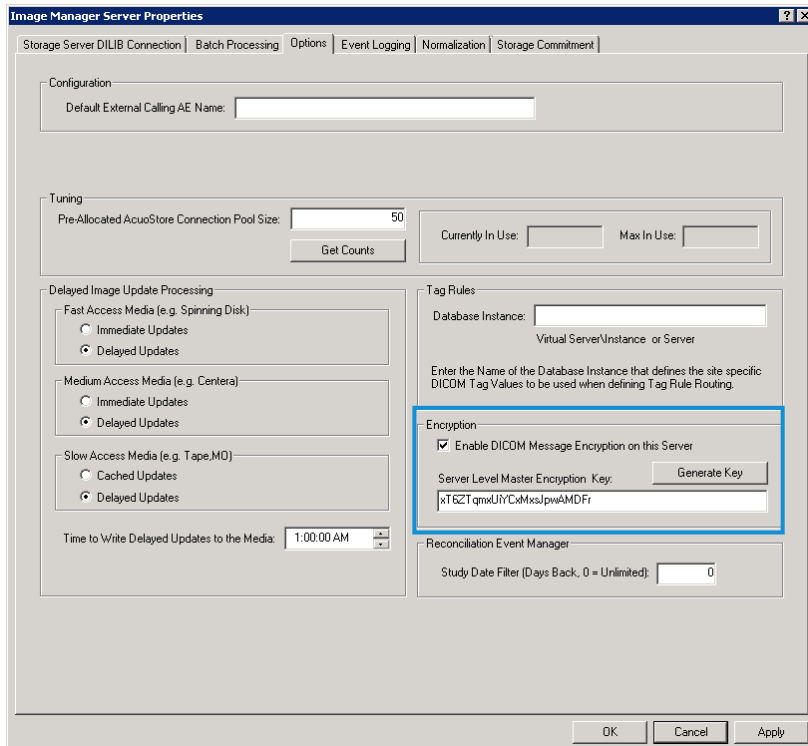 Image Manager Server Properties
Storage Server DILIB Connection Batch Processing Options Event Logging Normalization Storage Commitment
Configuration
Default External Calling AE Name:
Tuning
Pre-Allocated AcuoStore Connection Pool Size: 50
Get Counts
Currently In Use: Max In Use:
Delayed Image Update Processing
Fast Access Media (e.g. Spinning Disk)
Immediate Updates
Delayed Updates
Medium Access Media (e.g. Centera)
Immediate Updates
Delayed Updates
Slow Access Media (e.g. Tape,MO)
Cached Updates
Delayed Updates
Time to Write Delayed Updates to the Media: 1:00:00 AM
Tag Rules
Database Instance:
Virtual Server\Instance or Server
Enter the Name of the Database Instance that defines the site specific
DICOM Tag Values to be used when defining Tag Rule Routing.
Encryption
Enable DICOM Message Encryption on this Server
Server Level Master Encryption Key: Generate Key
xT6ZTqmxUiYCxMxsJpwAMDFr
Reconciliation Event Manager
Study Date Filter (Days Back, 0 = Unlimited): 0
OK Cancel Apply